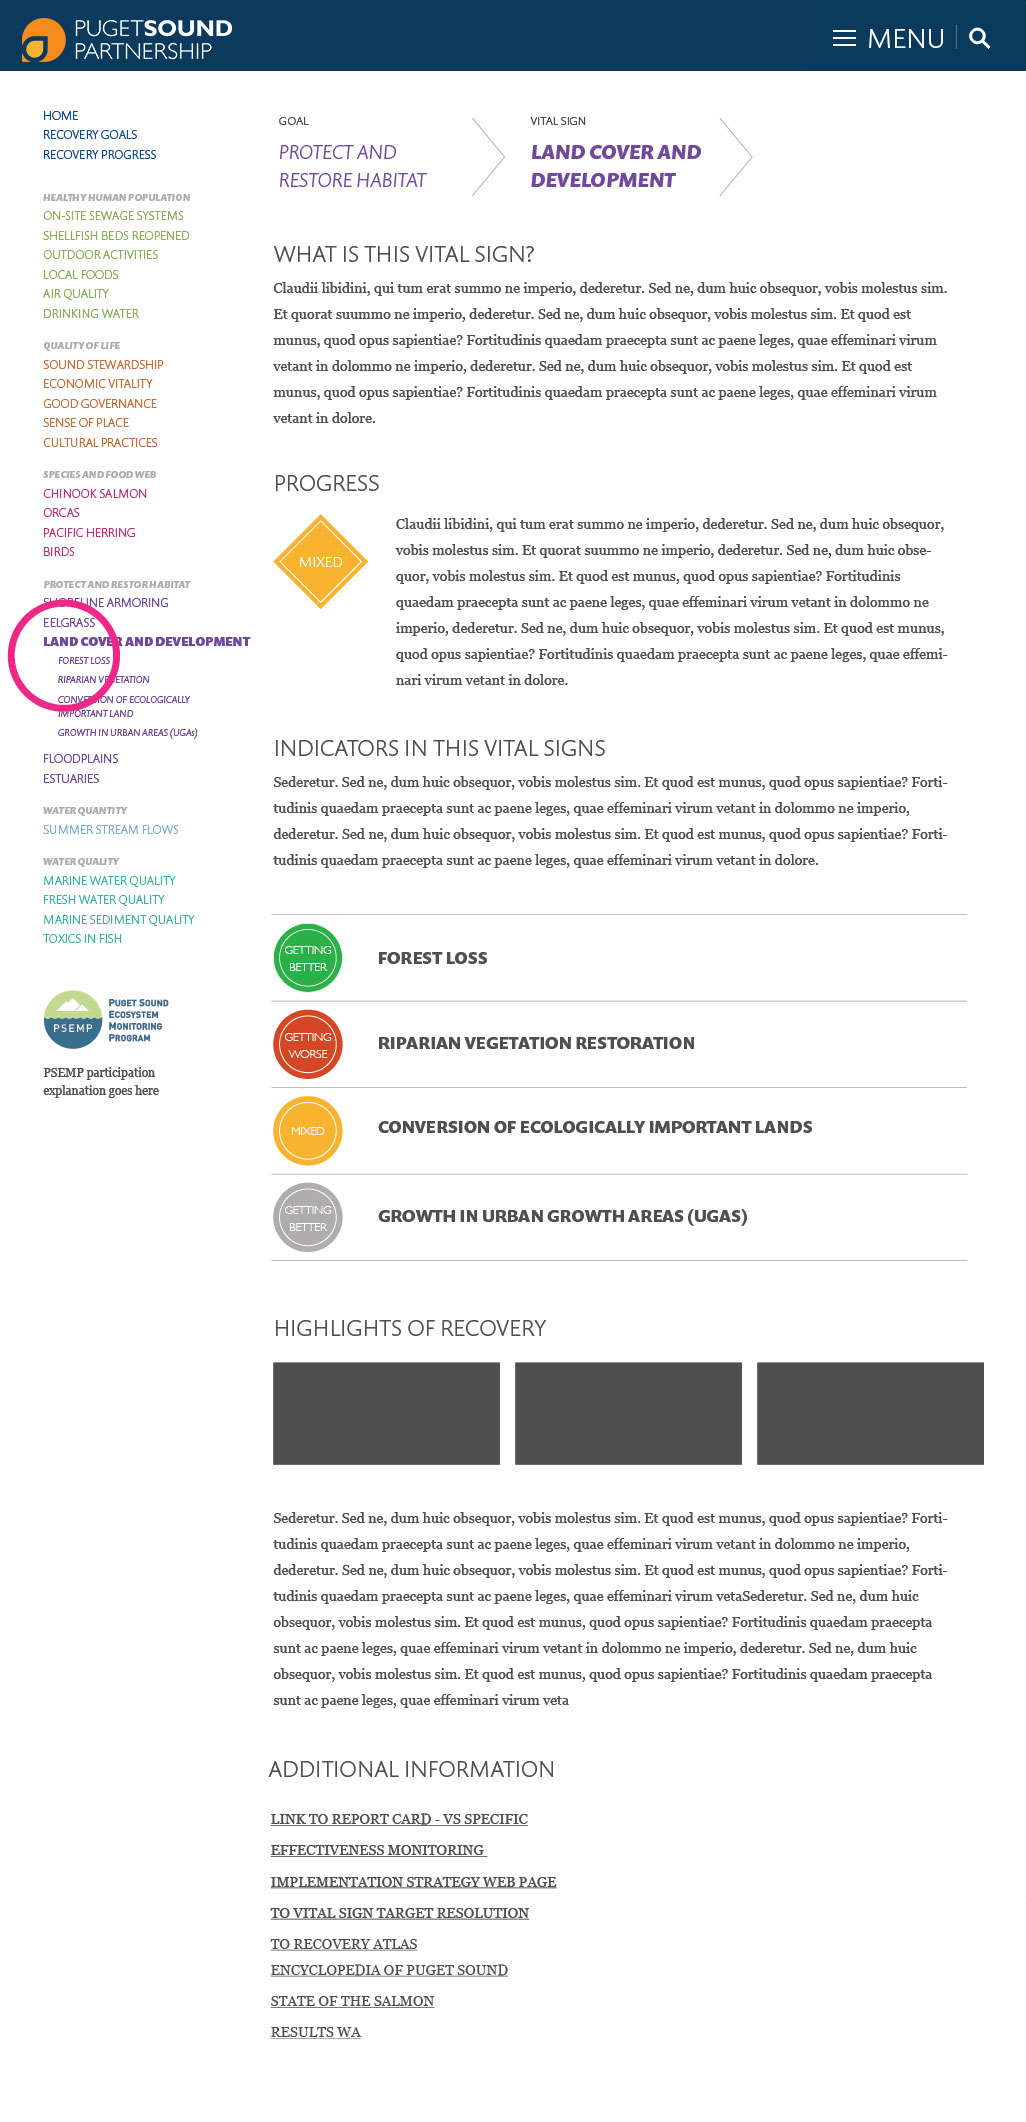 PUGETSOUND
PARTNERSHIP
MENU
HOME
RECOVERY GOALS
RECOVERY PROGRESS
HEALTHY HUMAN POPULATION
ON-SITE SEWAGE SYSTEMS
SHELLFISH BEDS REOPENED
OUTDOOR ACTIVITIES
LOCAL FOODS
AIR QUALITY
DRINKING WATER
QUALITY OF LIFE
SOUND STEWARDSHIP
ECONOMIC VITALITY
GOOD GOVERNANCE
SENSE OF PLACE
CULTURAL PRACTICES
SPECIES AND FOOD WEB
CHINOOK SALMON
ORCAS
PACIFIC HERRING
BIRDS
PROTECT AND RESTOR HABITAT
SHORELINE ARMORING
EELGRASS
LAND COVER AND DEVELOPMENT
FOREST LOSS
RIPARIAN VEGETATION
CONVERSION OF ECOLOGICALLY
IMPORTANT LAND
GROWTH IN URBAN AREAS (UGAs)
FLOODPLAINS
ESTUARIES
WATER QUANTITY
SUMMER STREAM FLOWS
WATER QUALITY
MARINE WATER QUALITY
FRESH WATER QUALITY
MARINE SEDIMENT QUALITY
TOXICS IN FISH
PSEMP
PUGET SOUND
ECOSYSTEM
MONITORING
PROGRAM
PSEMP participation
explanation goes here
GOAL
PROTECT AND
RESTORE HABITAT
VITAL SIGN
LAND COVER AND
DEVELOPMENT
WHAT IS THIS VITAL SIGN?
Claudii libidini, qui tum erat summo ne imperio, dederetur. Sed ne, dum huic obsequor, vobis molestus sim.
Et quorat suummo ne imperio, dederetur. Sed ne, dum huic obsequor, vobis molestus sim. Et quod est
munus, quod opus sapientiae? Fortitudinis quaedam praecepta sunt ac paene leges, quae effeminari virum
vetant in dolommo ne imperio, dederetur. Sed ne, dum huic obsequor, vobis molestus sim. Et quod est
munus, quod opus sapientiae? Fortitudinis quaedam praecepta sunt ac paene leges, quae effeminari virum
vetant in dolore.
PROGRESS
MIXED
Claudii libidini, qui tum erat summo ne imperio, dederetur. Sed ne, dum huic obsequor,
vobis molestus sim. Et quorat suummo ne imperio, dederetur. Sed ne, dum huic obse-
quor, vobis molestus sim. Et quod est munus, quod opus sapientiae? Fortitudinis
quaedam praecepta sunt ac paene leges, quae effeminari virum vetant in dolommo ne
imperio, dederetur. Sed ne, dum huic obsequor, vobis molestus sim. Et quod est munus,
quod opus sapientiae? Fortitudinis quaedam praecepta sunt ac paene leges, quae effemi-
nari virum vetant in dolore.
INDICATORS IN THIS VITAL SIGNS
Sederetur. Sed ne, dum huic obsequor, vobis molestus sim. Et quod est munus, quod opus sapientiae? Forti-
tudinis quaedam praecepta sunt ac paene leges, quae effeminari virum vetant in dolommo ne imperio,
dederetur. Sed ne, dum huic obsequor, vobis molestus sim. Et quod est munus, quod opus sapientiae? Forti-
tudinis quaedam praecepta sunt ac paene leges, quae effeminari virum vetant in dolore.
GETTING
BETTER
FOREST LOSS
GETTING
WORSE
RIPARIAN VEGETATION RESTORATION
MIXED
CONVERSION OF ECOLOGICALLY IMPORTANT LANDS
GETTING
BETTER
GROWTH IN URBAN GROWTH AREAS (UGAS)
HIGHLIGHTS OF RECOVERY
Sederetur. Sed ne, dum huic obsequor, vobis molestus sim. Et quod est munus, quod opus sapientiae? Forti-
tudinis quaedam praecepta sunt ac paene leges, quae effeminari virum vetant in dolommo ne imperio,
dederetur. Sed ne, dum huic obsequor, vobis molestus sim. Et quod est munus, quod opus sapientiae? Forti-
tudinis quaedam praecepta sunt ac paene leges, quae effeminari virum vetaSederetur. Sed ne, dum huic
obsequor, vobis molestus sim. Et quod est munus, quod opus sapientiae? Fortitudinis quaedam praecepta
sunt ac paene leges, quae effeminari virum vetant in dolommo ne imperio, dederetur. Sed ne, dum huic
obsequor, vobis molestus sim. Et quod est munus, quod opus sapientiae? Fortitudinis quaedam praecepta
sunt ac paene leges, quae effeminari virum veta
ADDITIONAL INFORMATION
LINK TO REPORT CARD - VS SPECIFIC
EFFECTIVENESS MONITORING
IMPLEMENTATION STRATEGY WEB PAGE
TO VITAL SIGN TARGET RESOLUTION
TO RECOVERY ATLAS
ENCYCLOPEDIA OF PUGET SOUND
STATE OF THE SALMON
RESULTS WA